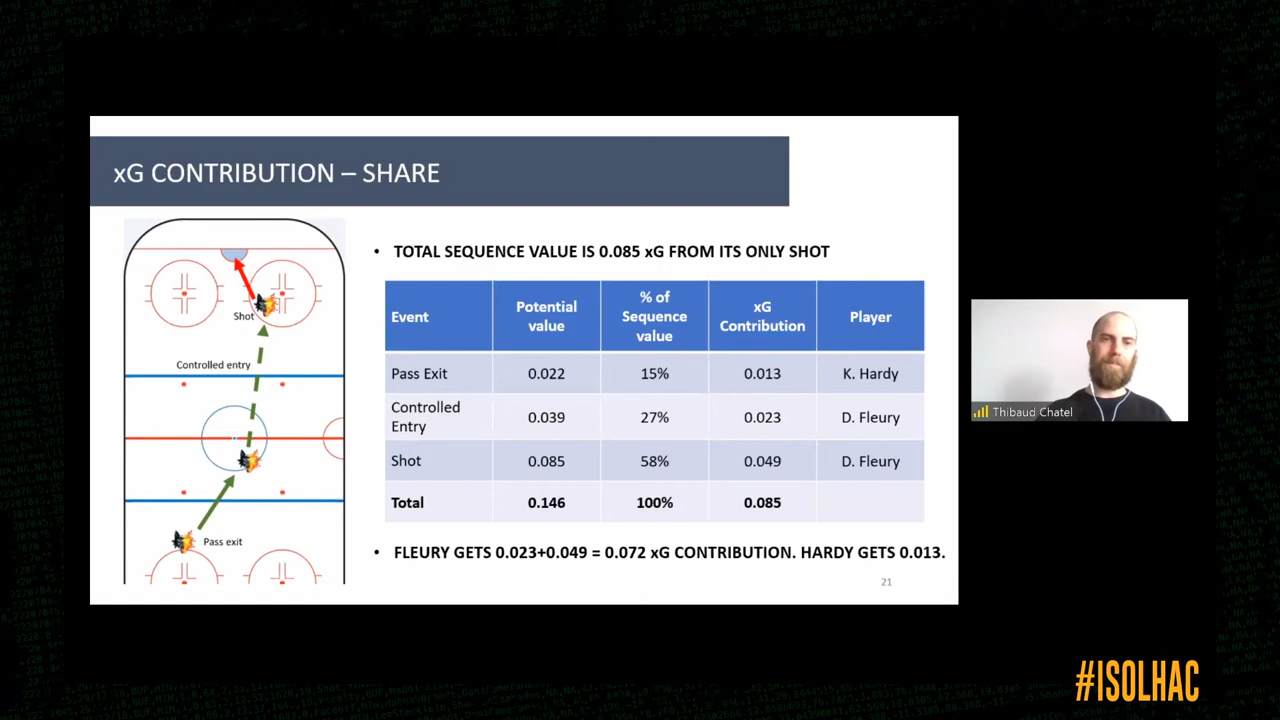 xG CONTRIBUTION – SHARE
• TOTAL SEQUENCE VALUE IS 0.085 xG FROM ITS ONLY SHOT
Shot
Controlled entry
Pass exit
Event Potential value % of Sequence value xG Contribution Player
Pass Exit 0.022 15% 0.013 K. Hardy
Controlled Entry 0.039 27% 0.023 D. Fleury
Shot 0.085 58% 0.049 D. Fleury
Total 0.146 100% 0.085
• FLEURY GETS 0.023+0.049 = 0.072 xG CONTRIBUTION. HARDY GETS 0.013.
21
Thibaud Chatel
#ISOLHAC